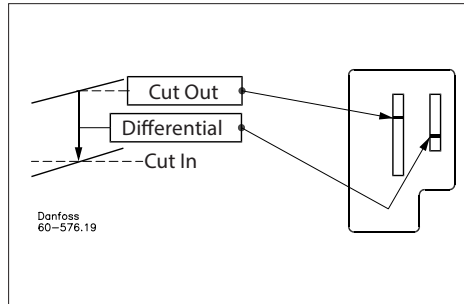 Cut Out
Differential
Cut In
Danfoss
60-576.19